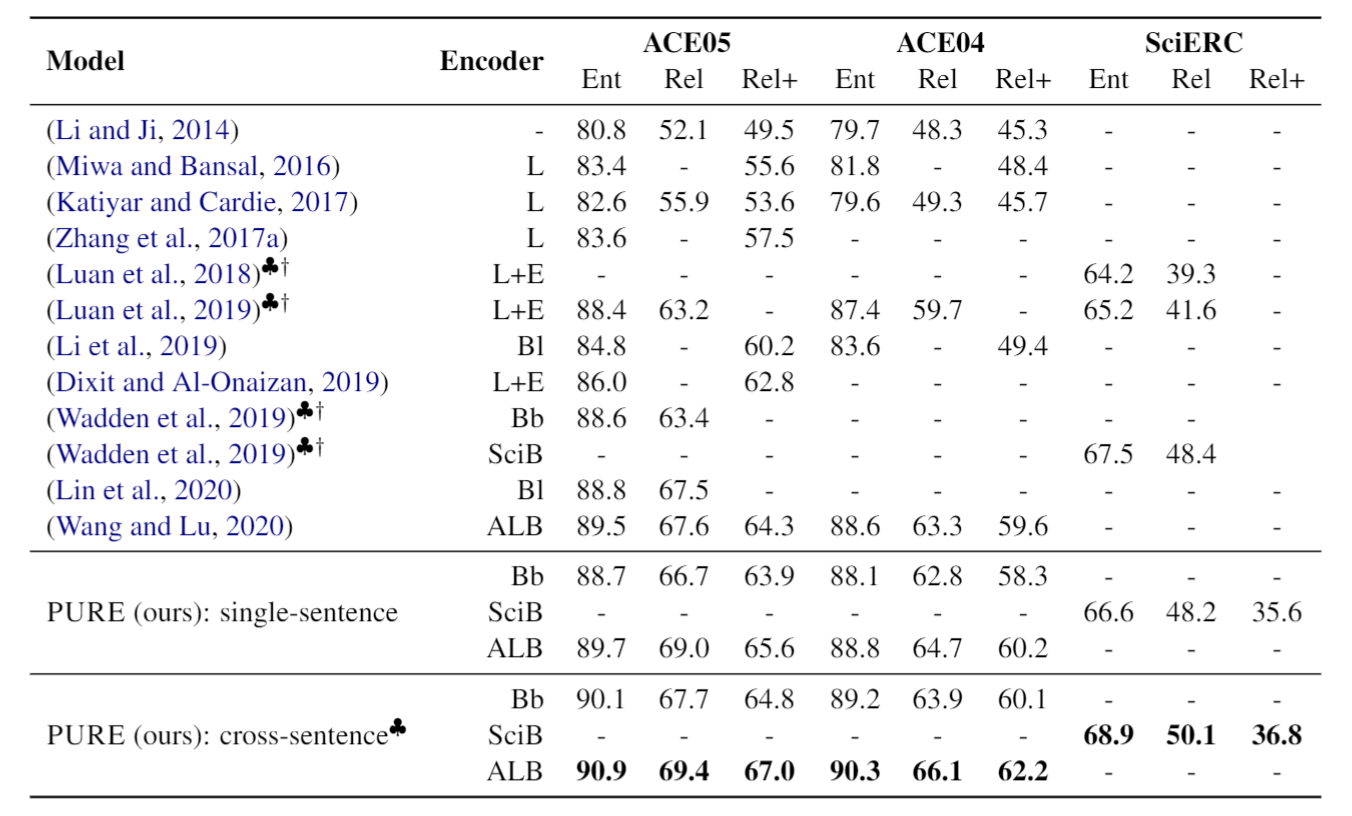 Model Encoder ACE05 ACE04 SciERC
Ent Rel Rel+ Ent Rel Rel+ Ent Rel Rel+
(Li and Ji, 2014) - 80.8 52.1 49.5 79.7 48.3 45.3 - - -
(Miwa and Bansal, 2016) L 83.4 - 55.6 81.8 - 48.4 - - -
(Katiyar and Cardie, 2017) L 82.6 55.9 53.6 79.6 49.3 45.7 - - -
(Zhang et al., 2017a) L 83.6 - 57.5 - - - - - -
(Luan et al., 2018)♣† L+E - - - - - - 64.2 39.3 -
(Luan et al., 2019)♣† L+E 88.4 63.2 - 87.4 59.7 - 65.2 41.6 -
(Li et al., 2019) Bl 84.8 - 60.2 83.6 - 49.4 - - -
(Dixit and Al-Onaizan, 2019) L+E 86.0 - 62.8 - - - - - -
(Wadden et al., 2019)♣† Bb 88.6 63.4 - - - - - -
(Wadden et al., 2019)♣† SciB - - - - - - 67.5 48.4
(Lin et al., 2020) Bl 88.8 67.5 - - - - - - -
(Wang and Lu, 2020) ALB 89.5 67.6 64.3 88.6 63.3 59.6 - - -
Bb 88.7 66.7 63.9 88.1 62.8 58.3 - - -
PURE (ours): single-sentence SciB - - - - - - 66.6 48.2 35.6
ALB 89.7 69.0 65.6 88.8 64.7 60.2 - - -
Bb 90.1 67.7 64.8 89.2 63.9 60.1 - - -
PURE (ours): cross-sentence♣ SciB - - - - - - 68.9 50.1 36.8
ALB 90.9 69.4 67.0 90.3 66.1 62.2 - - -